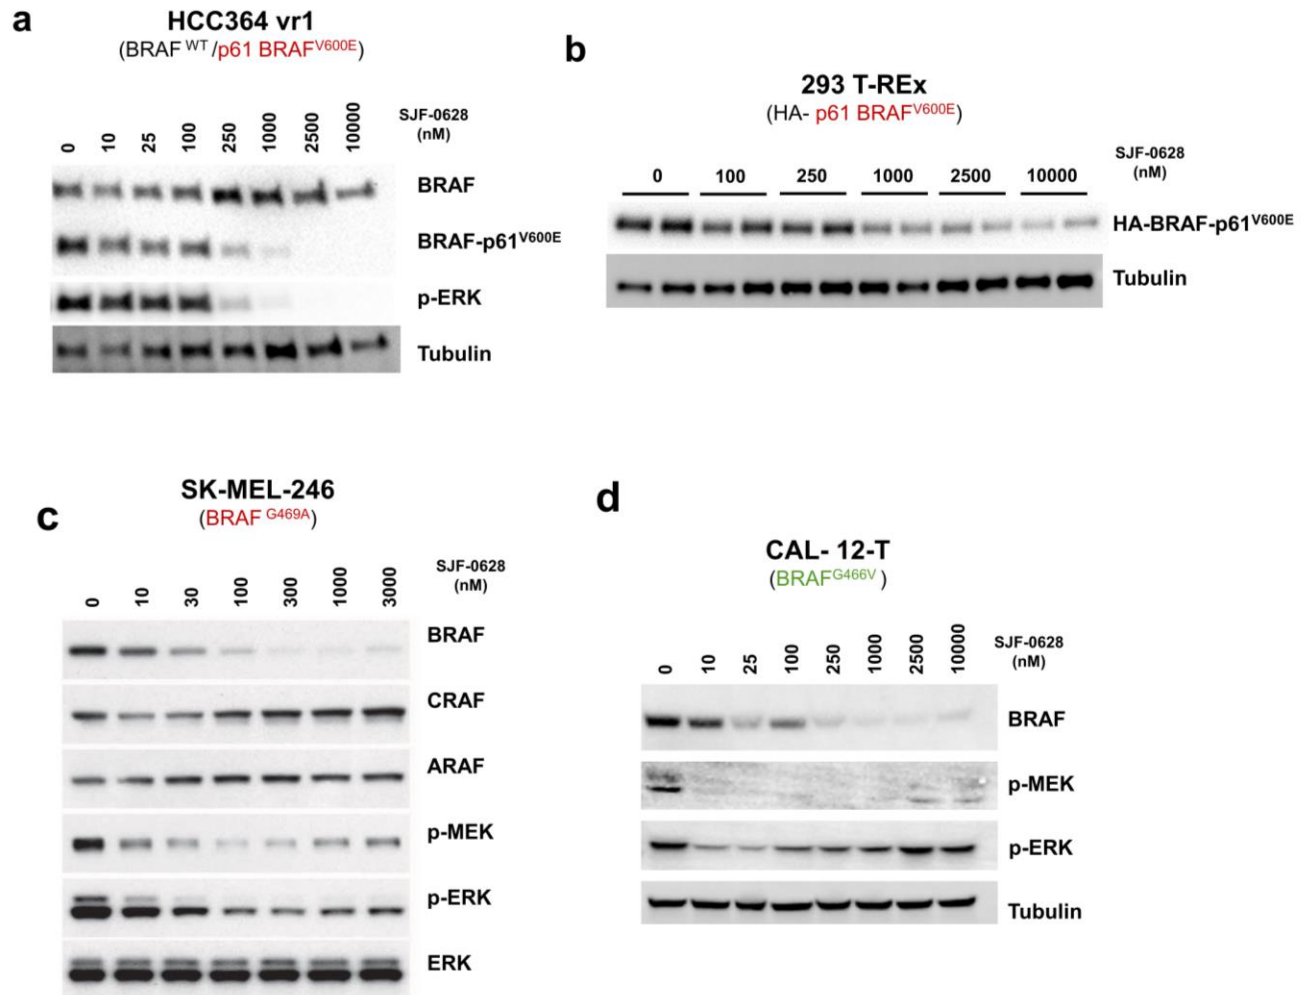 a
HCC364 vr1
(BRAF WT/p61 BRAFV600E)
0 10 25 100 250 1000 2500 10000
SJF-0628
(nM)
BRAF
BRAF-p61V600E
p-ERK
Tubulin
b
293 T-REx
(HA- p61 BRAFV600E)
0 100 250 1000 2500 10000
SJF-0628
(nM)
HA-BRAF-p61V600E
Tubulin
c
SK-MEL-246
(BRAF G469A)
0 10 30 100 300 1000 3000
SJF-0628
(nM)
BRAF
CRAF
ARAF
p-MEK
p-ERK
ERK
d
CAL- 12-T
(BRAFG466V )
0 10 25 100 250 1000 2500 10000
SJF-0628
(nM)
BRAF
p-MEK
p-ERK
Tubulin